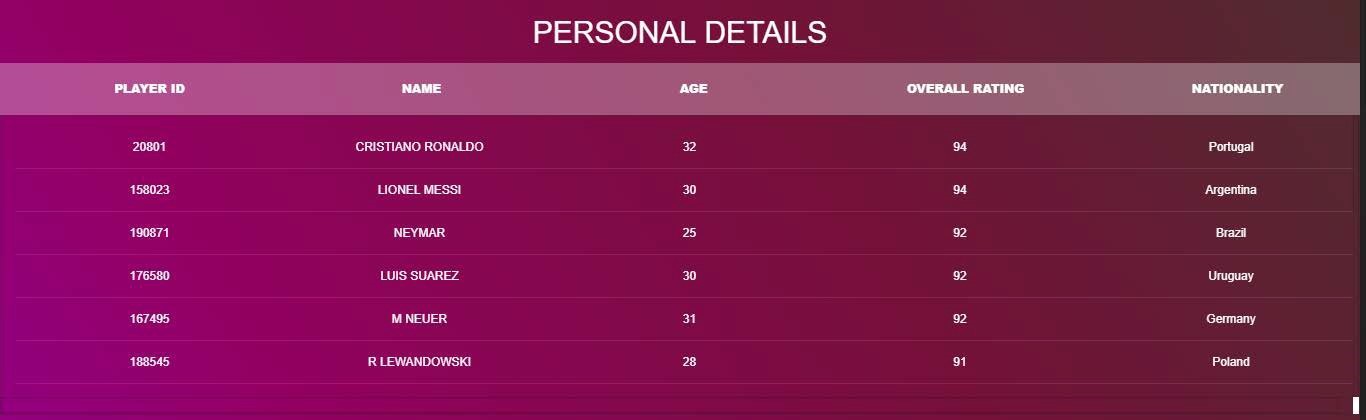 PERSONAL DETAILS
PLAYER ID NAME AGE OVERALL RATING NATIONALITY
20801 CRISTIANO RONALDO 32 94 Portugal
158023 LIONEL MESSI 30 94 Argentina
190871 NEYMAR 25 92 Brazil
176580 LUIS SUAREZ 30 92 Uruguay
167495 M NEUER 31 92 Germany
188545 R LEWANDOWSKI 28 91 Poland